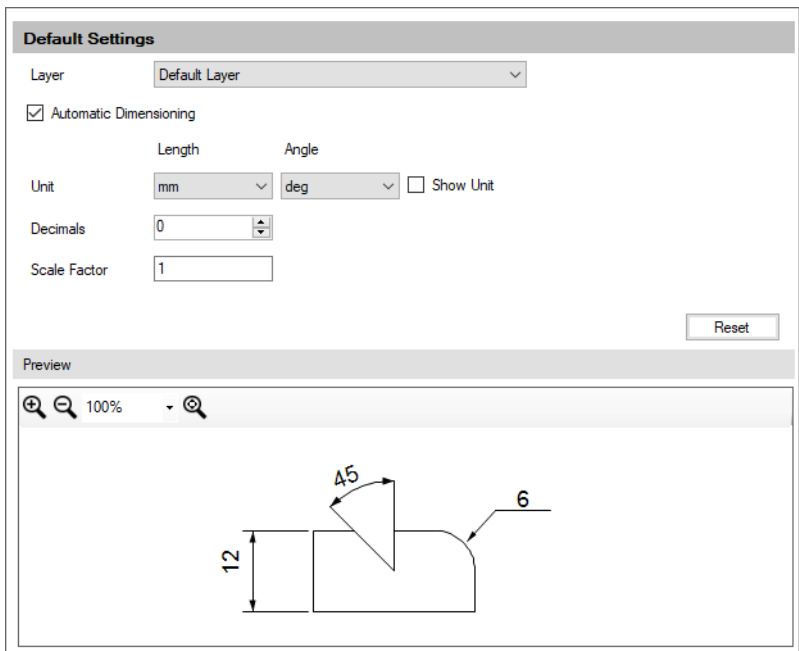 Default Settings
Layer Default Layer
Automatic Dimensioning
Length Angle
Unit mm deg Show Unit
Decimals 0
Scale Factor 1
Reset
Preview
100%
45
6
12